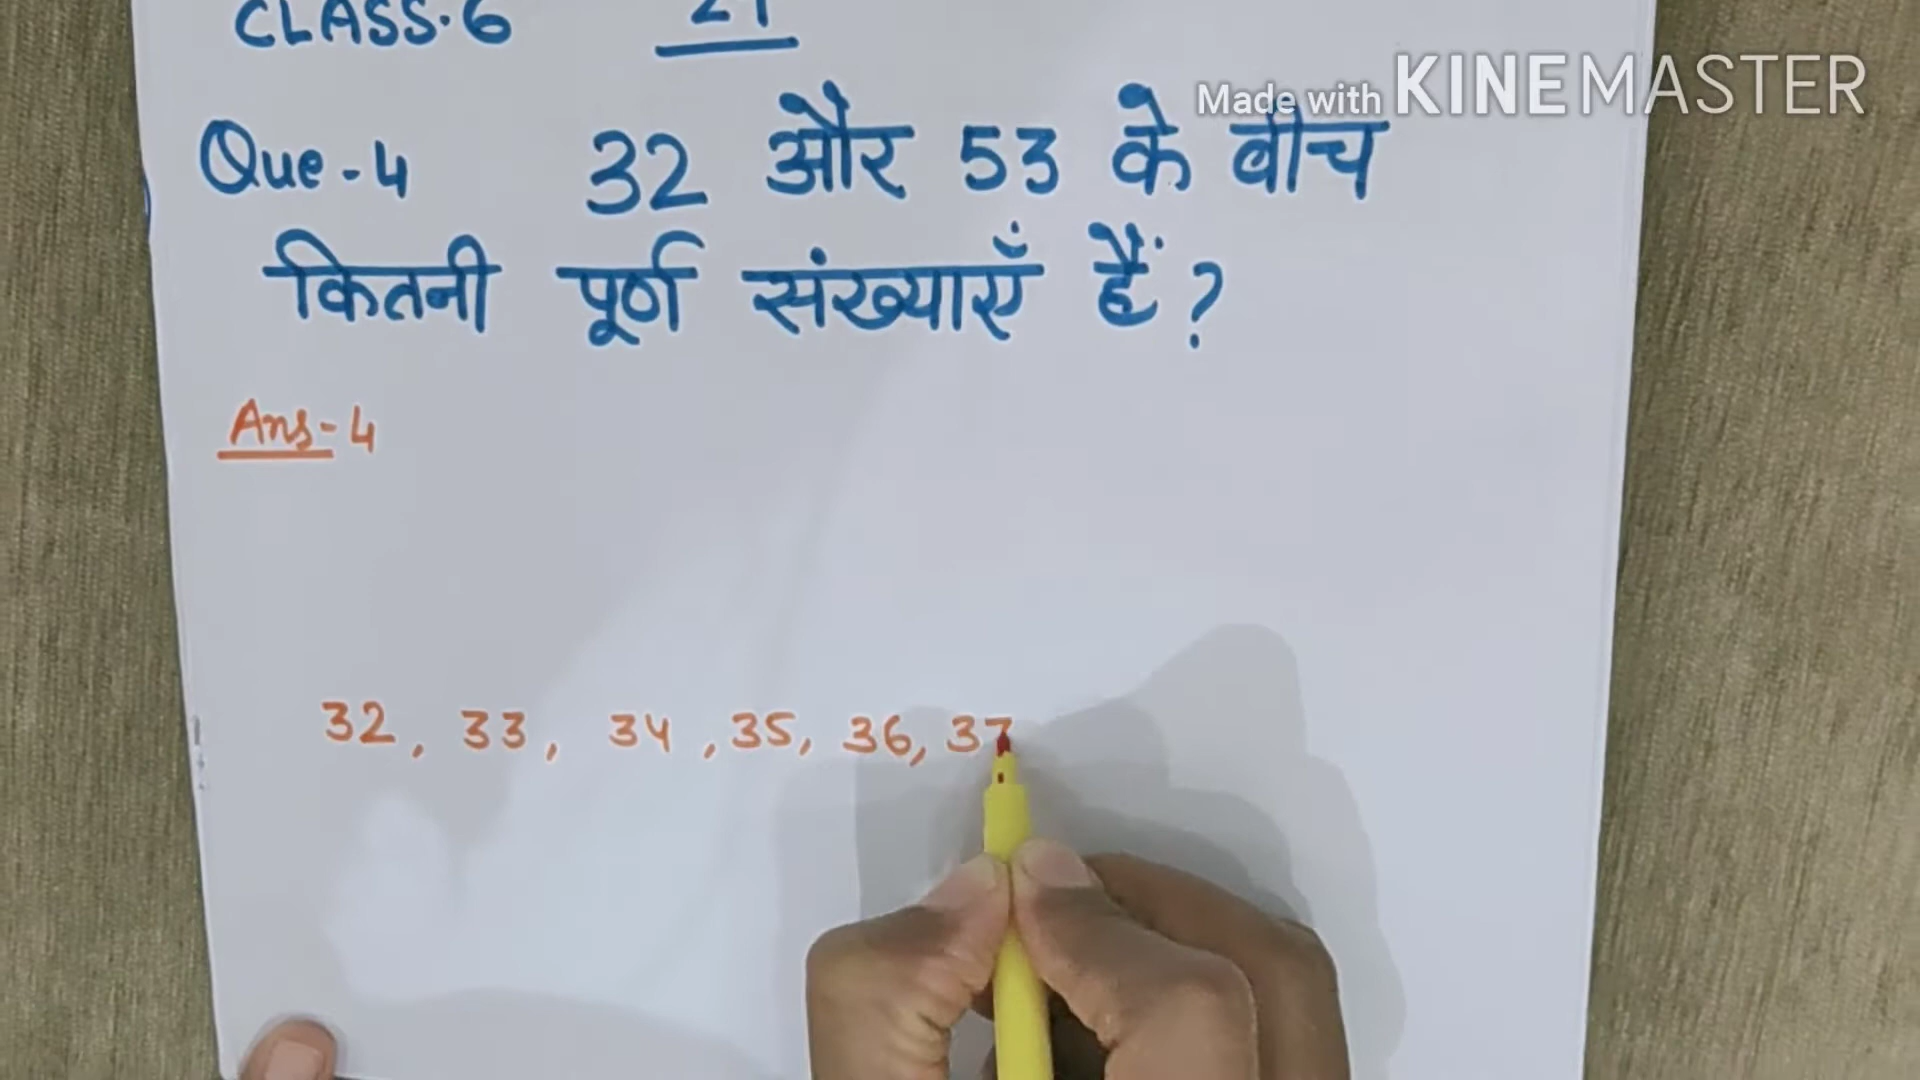 CLASS.6
Made with KINEMASTER
Que-4 32 और 53 के बीच
कितनी पूर्ण संख्याएँ हैं?
Ans-4
32, 33, 34, 35, 36, 37